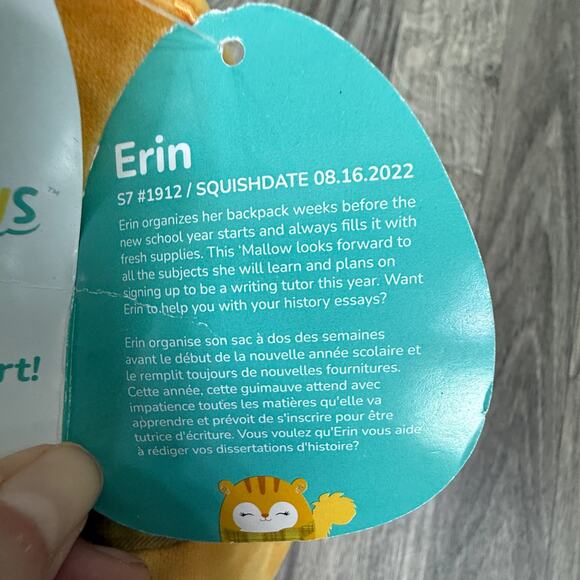 Erin
S7 #1912 / SQUISHDATE 08.16.2022
Erin organizes her backpack weeks before the
new school year starts and always fills it with
fresh supplies. This 'Mallow looks forward to
all the subjects she will learn and plans on
signing up to be a writing tutor this year. Want
Erin to help you with your history essays?
Erin organise son sac à dos des semaines
avant le début de la nouvelle année scolaire et
le remplit toujours de nouvelles fournitures.
Cette année, cette guimauve attend avec
impatience toutes les matières qu'elle va
apprendre et prévoit de s'inscrire pour être
tutrice d'écriture. Vous voulez qu'Erin vous aide
à rédiger vos dissertations d'histoire?
TM
rt!